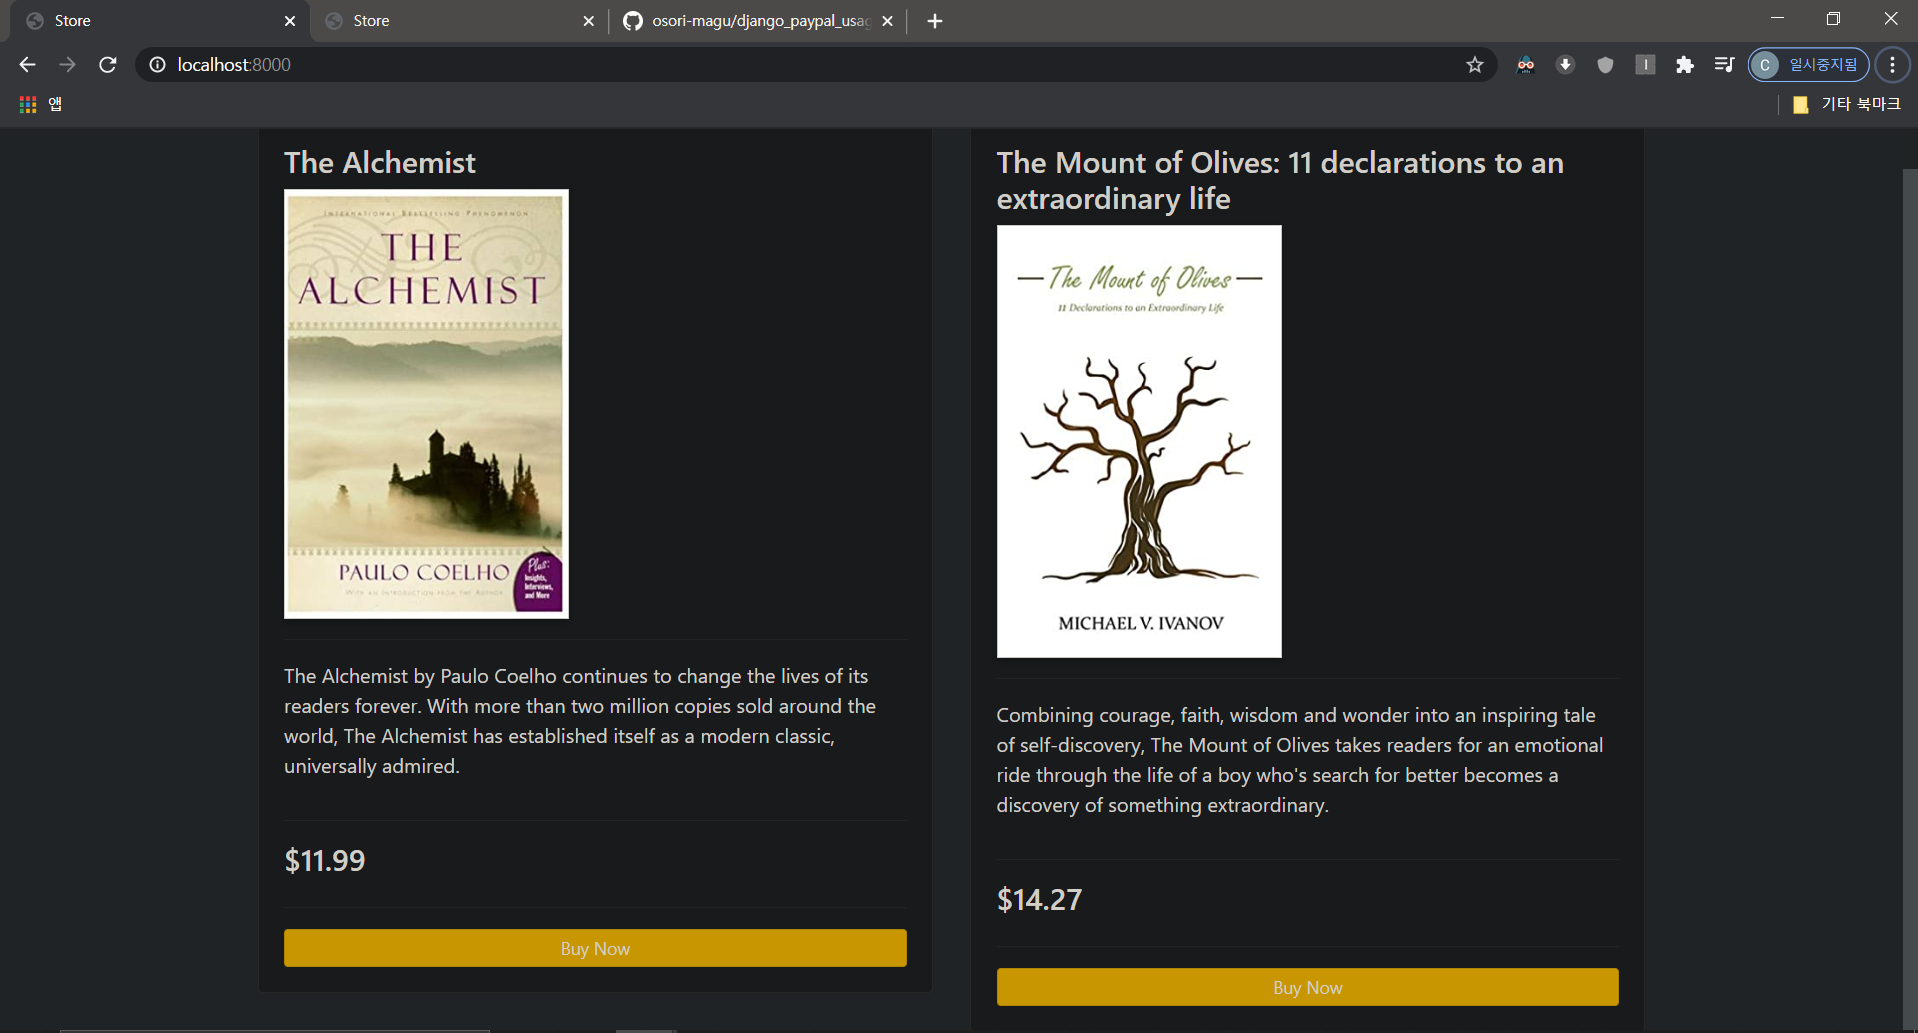 Store
Store
osori-magu/django_paypal_usag
localhost:8000
C 일시중지됨
앱
기타 북마크
The Alchemist
INTERNATIONAL BESTSELLING PHENOMENON
THE
ALCHEMIST
PAULO COELHO
WITH AN INTRODUCTION FROM THE AUTHOR
Plus:
Insights,
Interviews,
and More
The Alchemist by Paulo Coelho continues to change the lives of its
readers forever. With more than two million copies sold around the
world, The Alchemist has established itself as a modern classic,
universally admired.
$11.99
Buy Now
The Mount of Olives: 11 declarations to an
extraordinary life
The Mount of Olives
11 Declarations to an Extraordinary Life
MICHAEL V. IVANOV
Combining courage, faith, wisdom and wonder into an inspiring tale
of self-discovery, The Mount of Olives takes readers for an emotional
ride through the life of a boy who's search for better becomes a
discovery of something extraordinary.
$14.27
Buy Now